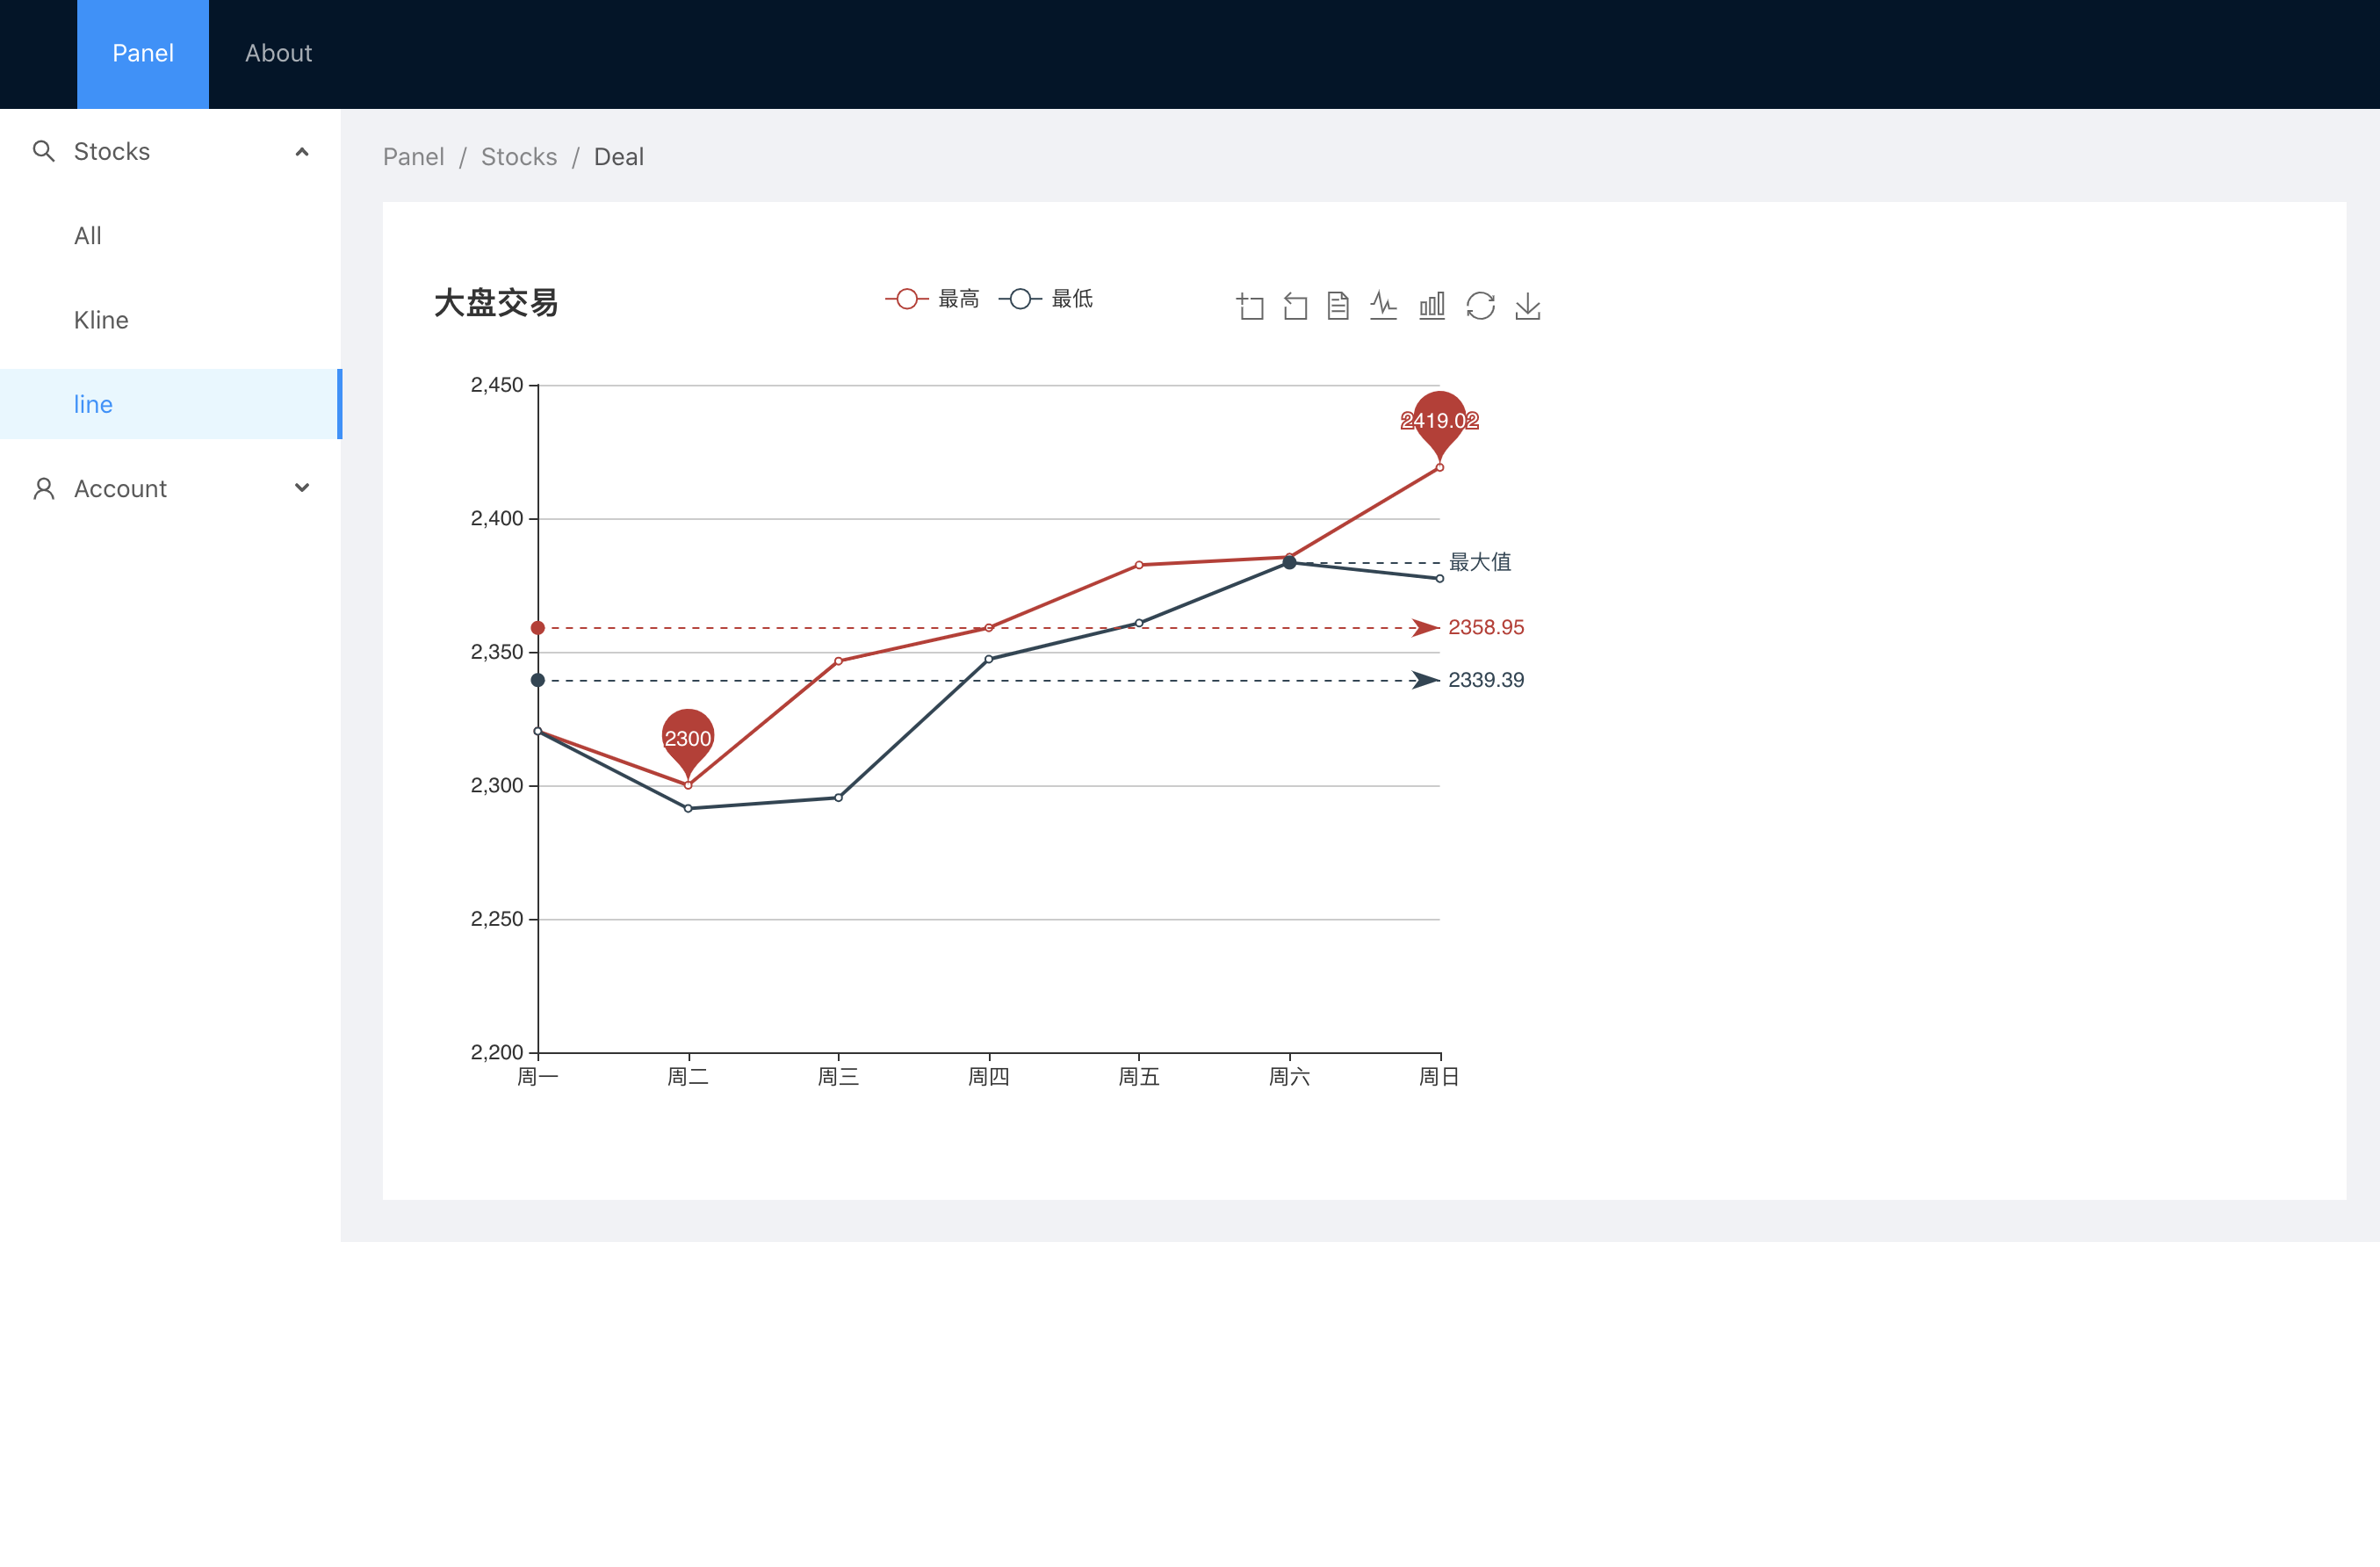 Panel About
Stocks
All
Kline
line
Account
Panel / Stocks / Deal
大盘交易
最高 最低
2,450
2,400
2,350
2,300
2,250
2,200
2419.02
最大值
2358.95
2339.39
2300
周一 周二 周三 周四 周五 周六 周日